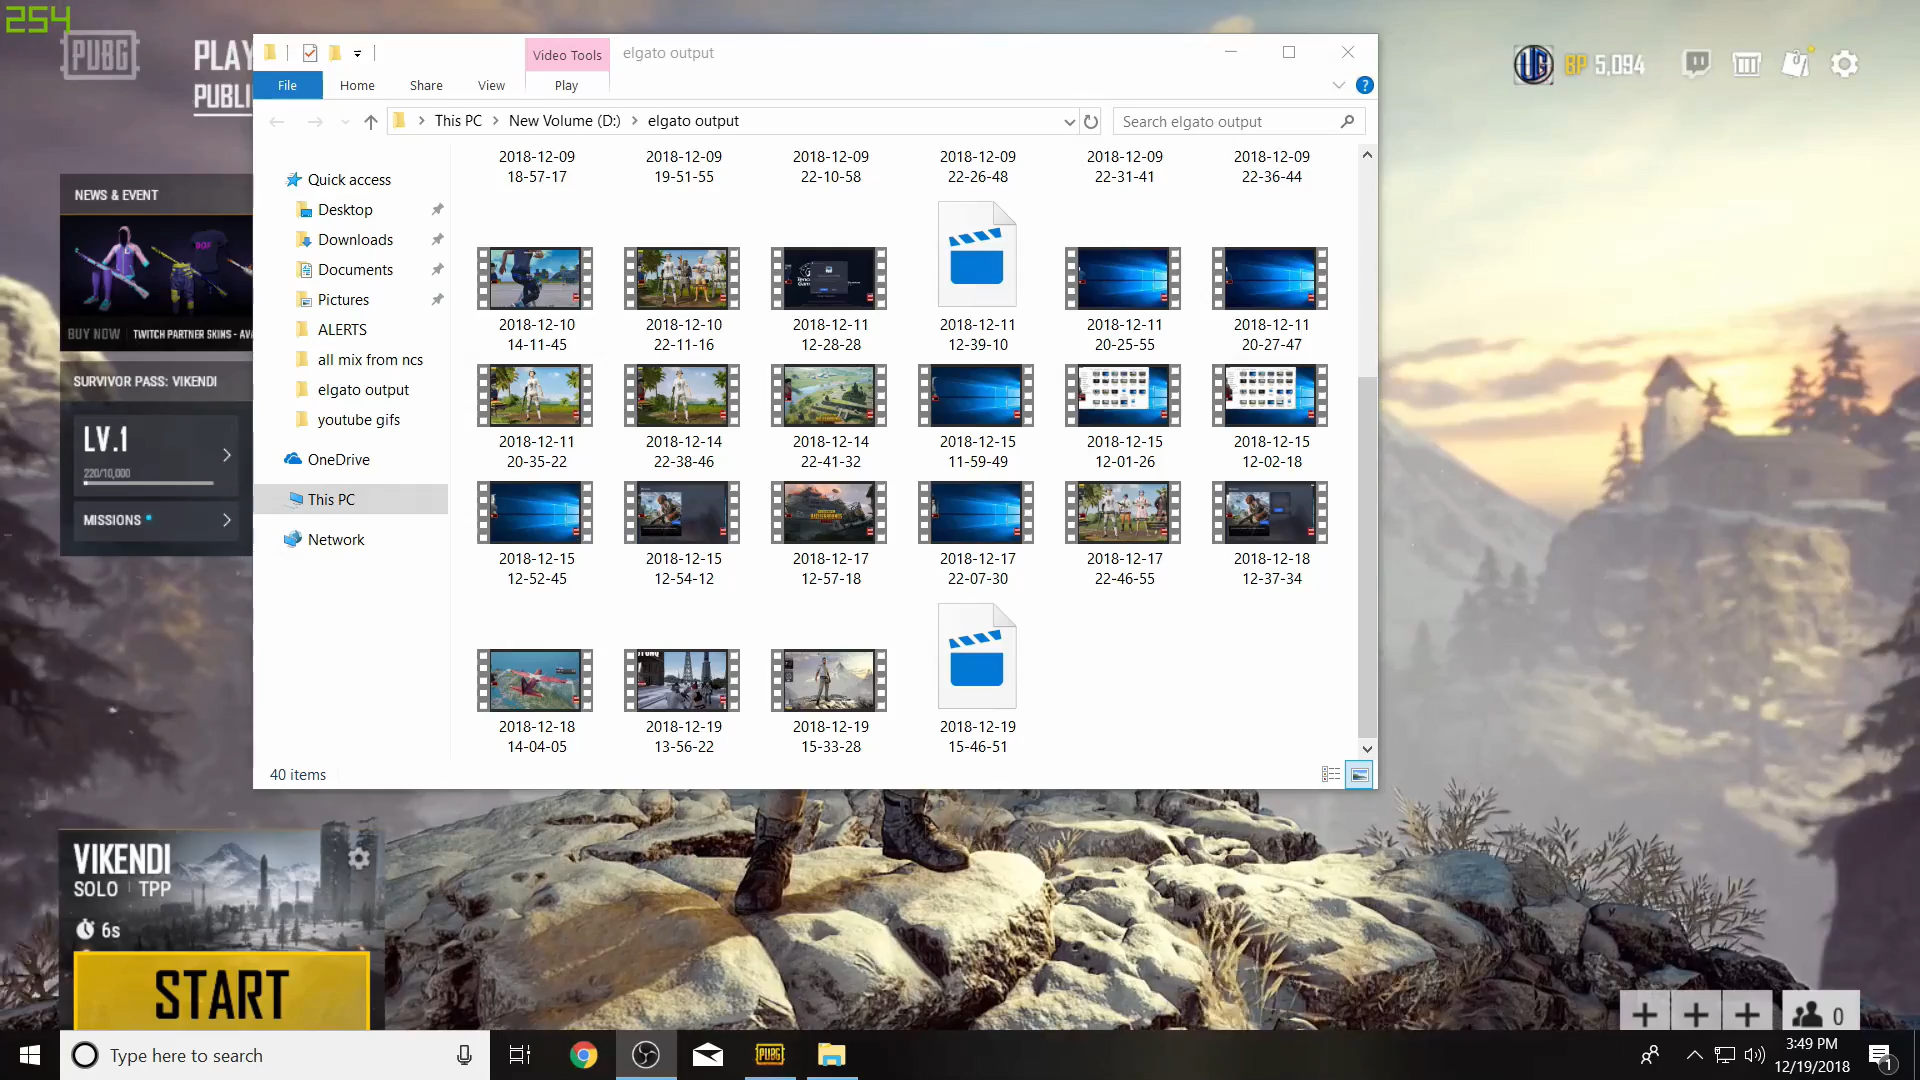 254
PUBG
PLAY
PUBLI
BP 5,094
Video Tools
elgato output
File
Home
Share
View
Play
This PC
New Volume (D:)
elgato output
Search elgato output
Quick access
Desktop
Downloads
Documents
Pictures
ALERTS
all mix from ncs
elgato output
youtube gifs
OneDrive
This PC
Network
2018-12-09 2018-12-09 2018-12-09 2018-12-09 2018-12-09 2018-12-09
18-57-17 19-51-55 22-10-58 22-26-48 22-31-41 22-36-44
2018-12-10 2018-12-10 2018-12-11 2018-12-11 2018-12-11 2018-12-11
14-11-45 22-11-16 12-28-28 12-39-10 20-25-55 20-27-47
2018-12-11 2018-12-14 2018-12-14 2018-12-15 2018-12-15 2018-12-15
20-35-22 22-38-46 22-41-32 11-59-49 12-01-26 12-02-18
2018-12-15 2018-12-15 2018-12-17 2018-12-17 2018-12-17 2018-12-18
12-52-45 12-54-12 12-57-18 22-07-30 22-46-55 12-37-34
2018-12-18 2018-12-19 2018-12-19 2018-12-19
14-04-05 13-56-22 15-33-28 15-46-51
40 items
NEWS & EVENT
BUY NOW TWITCH PARTNER SKINS - AVA
SURVIVOR PASS: VIKENDI
LV.1
220/10,000
MISSIONS
VIKENDI
SOLO TPP
6s
START
0
Type here to search
PUBG
3:49 PM
12/19/2018
1